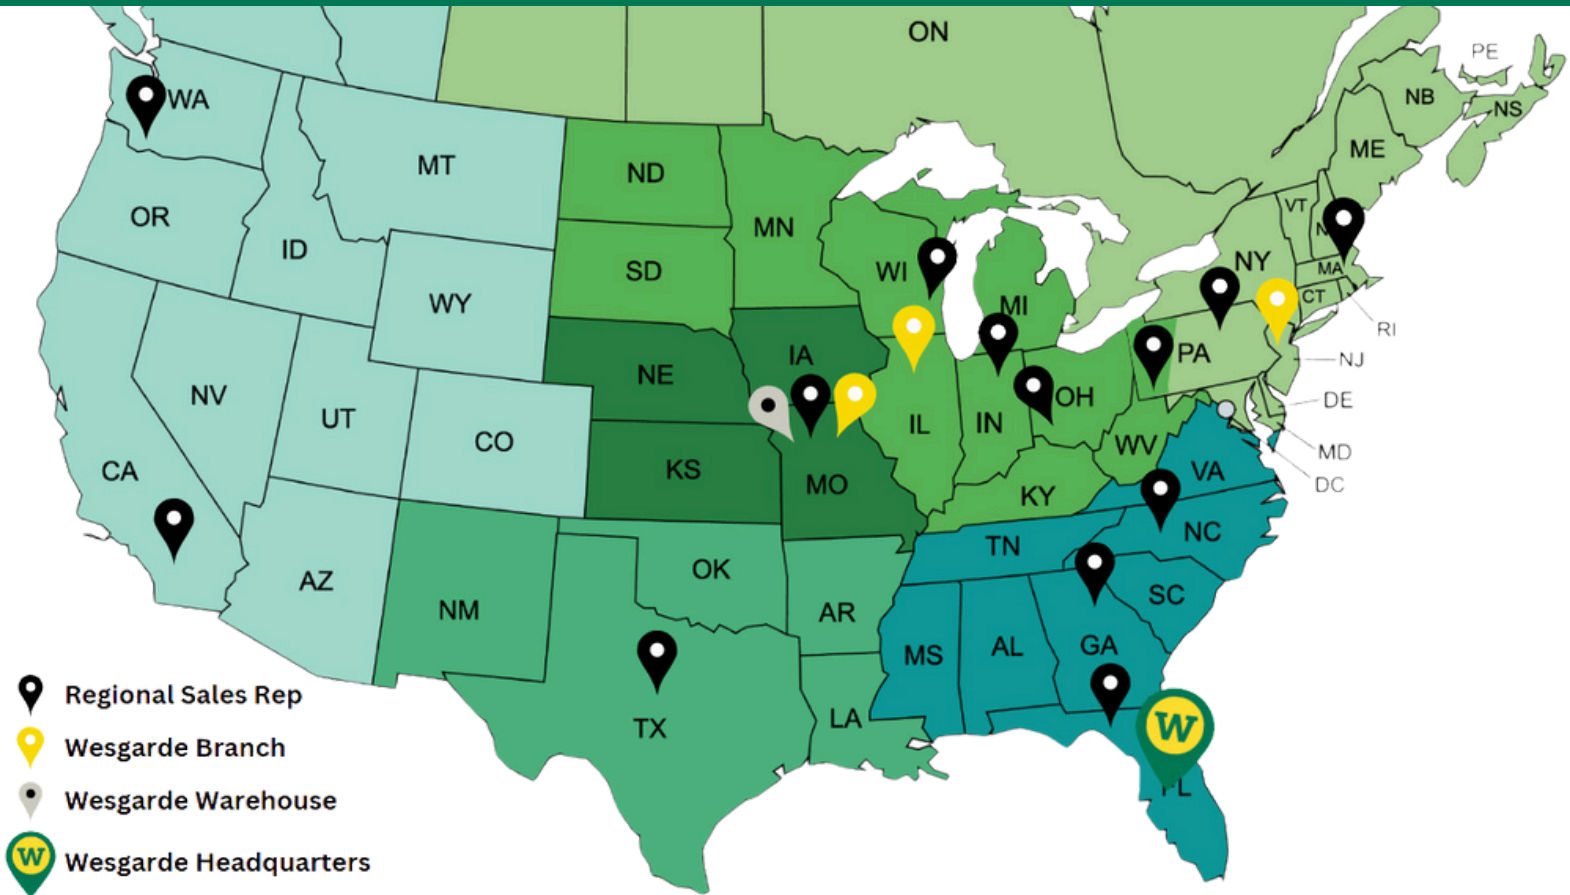 ON
PE
NB
NS
WA
ME
MT
ND
OR
MN
VT
N
ID
SD
WI
NY
MA
WY
MI
CT
RI
IA
PA
NJ
NE
NV
UT
OH
DE
CO
IL
IN
WV
MD
CA
KS
MO
VA
DC
KY
NC
TN
OK
AZ
SC
NM
AR
GA
MS
AL
TX
LA
W
FL
Regional Sales Rep
Wesgarde Branch
Wesgarde Warehouse
W
Wesgarde Headquarters